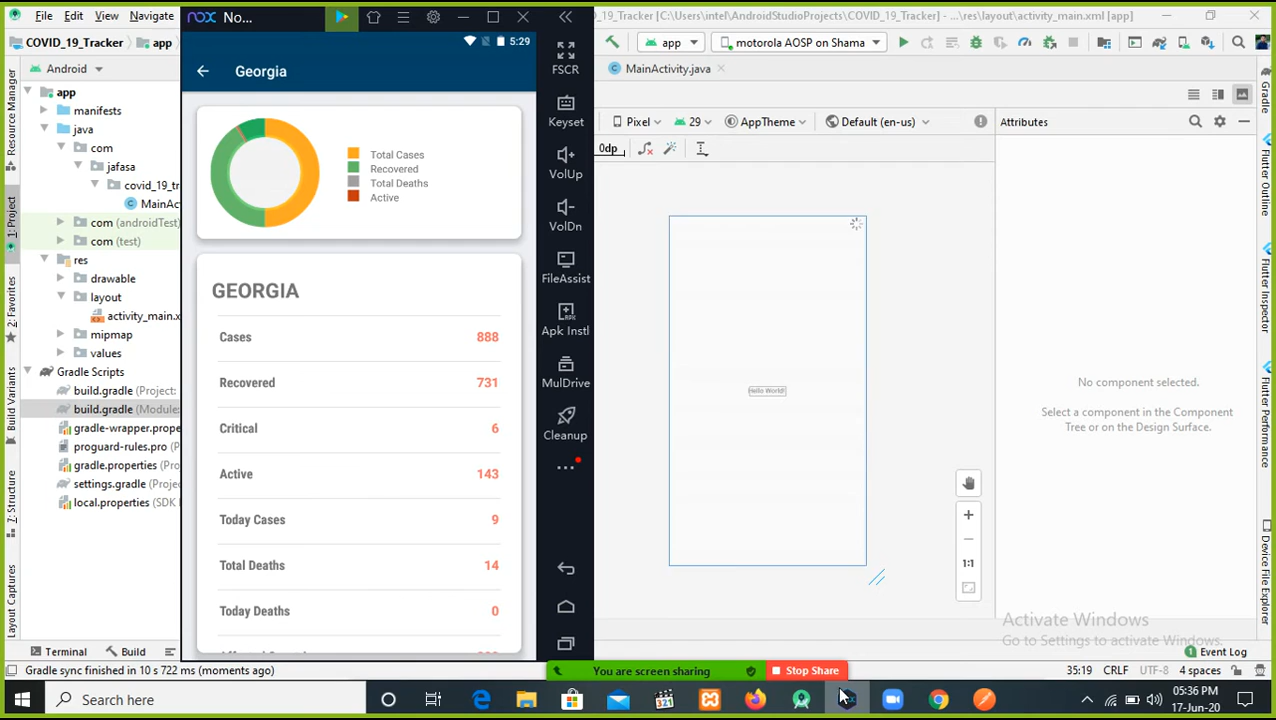 File Edit View Navigate
nox No...
COVID_19_Tracker [C:\Users\intel\AndroidStudioProjects\COVID_19_Tracker] - ...\res\layout\activity_main.xml [app]
COVID_19_Tracker app
5:29
FSCR
app motorola AOSP on Shama
Android
Georgia
MainActivity.java
Resource Manager
app
manifests
java
com
jafasa
covid_19_tr
MainAc
com (androidTest)
com (test)
res
drawable
layout
activity_main.x
mipmap
values
Gradle Scripts
build.gradle (Project:
build.gradle (Module:
gradle-wrapper.prope
proguard-rules.pro
gradle.properties (Proje
settings.gradle (Projec
local.properties (SDK
1: Project
2: Favorites
Build Variants
7: Structure
Layout Captures
Total Cases
Recovered
Total Deaths
Active
GEORGIA
Cases 888
Recovered 731
Critical 6
Active 143
Today Cases 9
Total Deaths 14
Today Deaths 0
Keyset
VolUp
VolDn
FileAssist
Apk Instl
MulDrive
Cleanup
Pixel 29 AppTheme Default (en-us)
Attributes
0dp
Hello World!
No component selected.
Select a component in the Component
Tree or on the Design Surface.
1:1
Gradle
Flutter Outline
Flutter Inspector
Flutter Performance
Device File Explorer
Activate Windows
Go to Settings to activate Windows.
Terminal Build
Event Log
Gradle sync finished in 10 s 722 ms (moments ago)
You are screen sharing Stop Share
35:19 CRLF UTF-8 4 spaces
Search here
321
05:36 PM
17-Jun-20